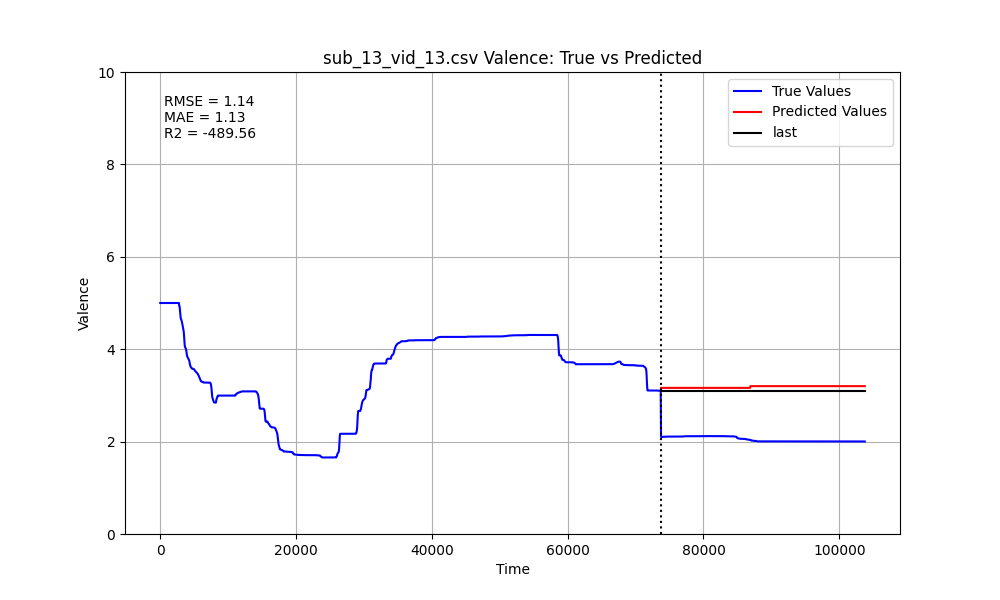 sub_13_vid_13.csv Valence: True vs Predicted
RMSE = 1.14
MAE = 1.13
R2 = -489.56
True Values
Predicted Values
last
Valence
10
8
6
4
2
0
0 20000 40000 60000 80000 100000
Time